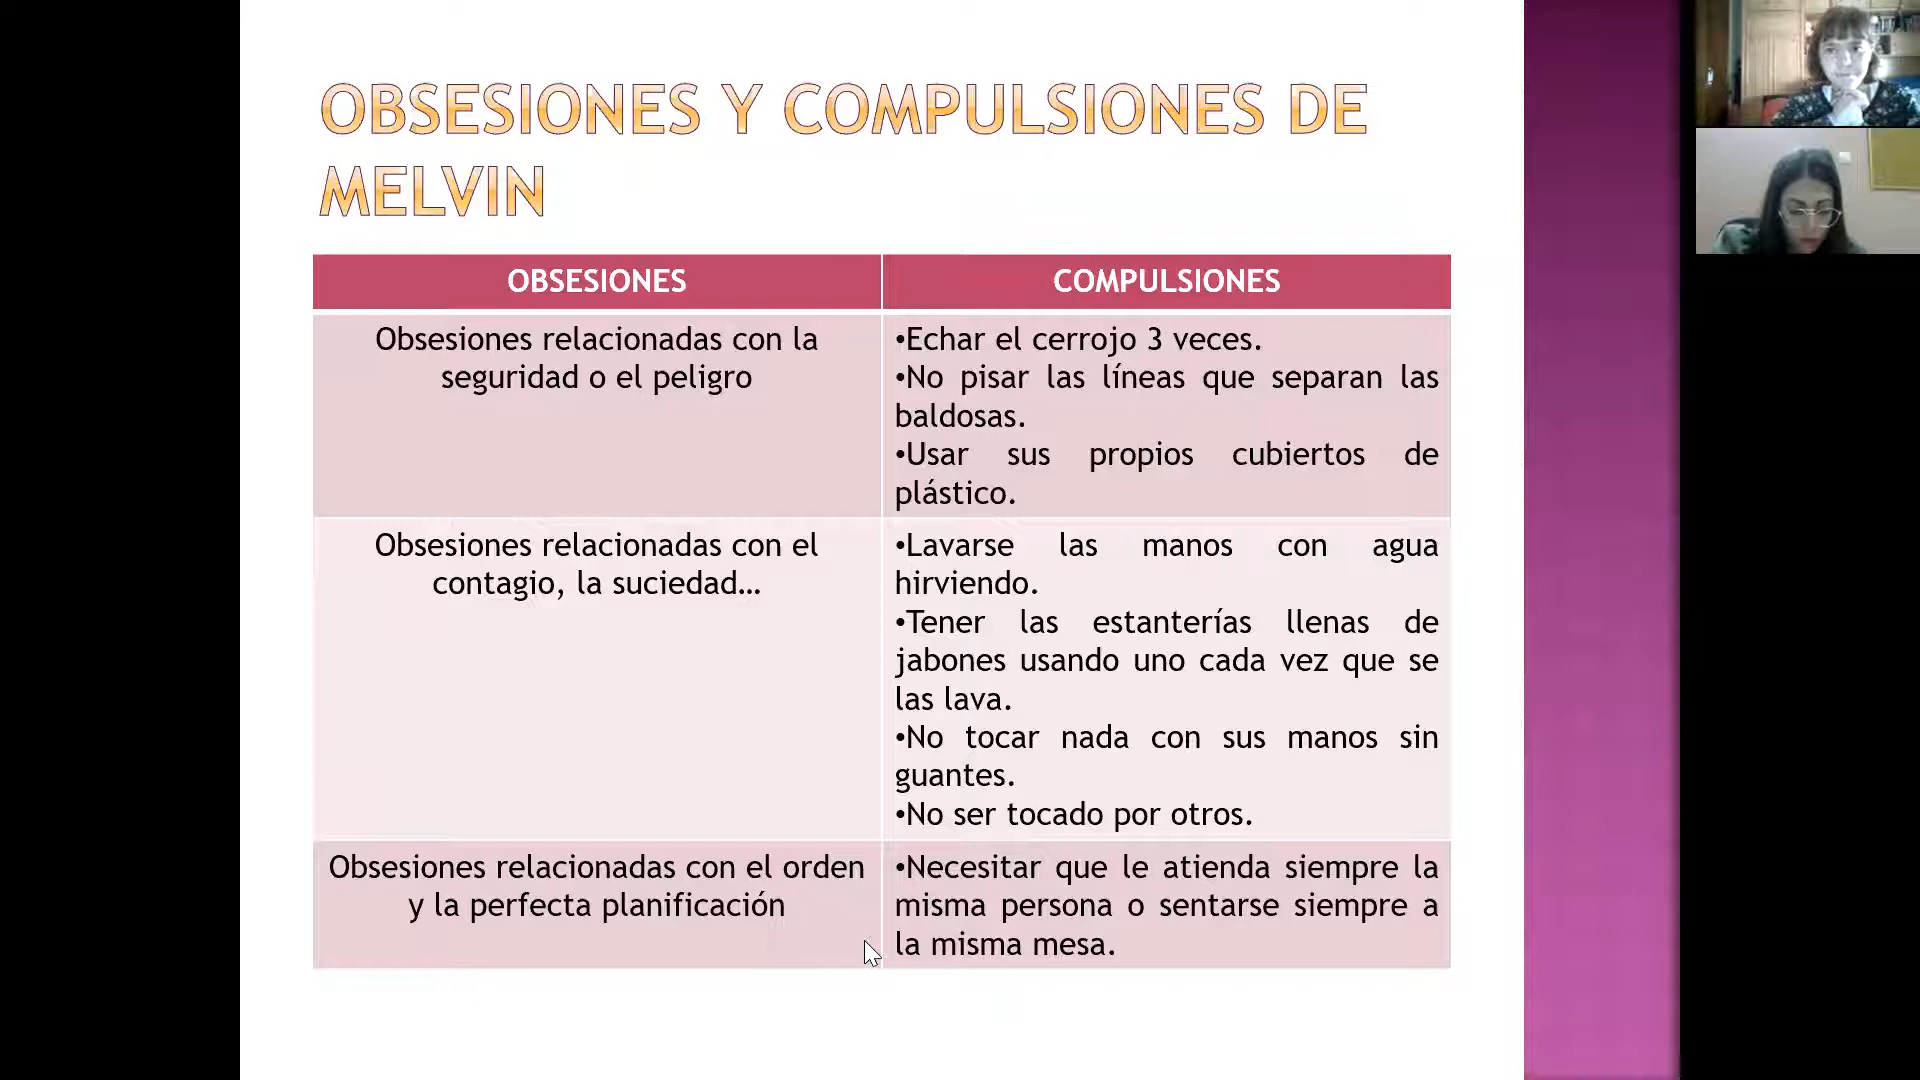 OBSESIONES Y COMPULSIONES DE
MELVIN
OBSESIONES
COMPULSIONES
Obsesiones relacionadas con la
seguridad o el peligro
•Echar el cerrojo 3 veces.
•No pisar las líneas que separan las
baldosas.
•Usar sus propios cubiertos de
plástico.
Obsesiones relacionadas con el
contagio, la suciedad…
•Lavarse las manos con agua
hirviendo.
•Tener las estanterías llenas de
jabones usando uno cada vez que se
las lava.
•No tocar nada con sus manos sin
guantes.
•No ser tocado por otros.
Obsesiones relacionadas con el orden
y la perfecta planificación
•Necesitar que le atienda siempre la
misma persona o sentarse siempre a
la misma mesa.